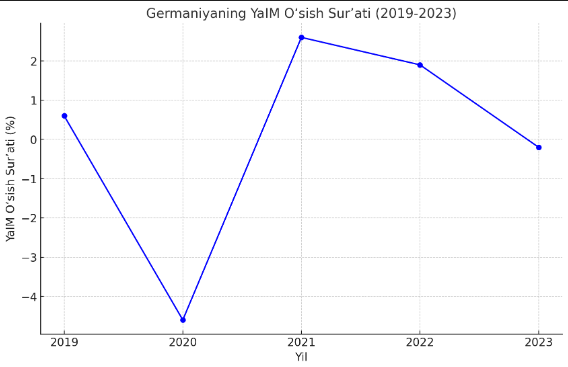 Germaniyaning YaIM O‘sish Sur’ati (2019-2023)
YaIM O‘sish Sur’ati (%)
2
1
0
−1
−2
−3
−4
2019 2020 2021 2022 2023
Yil